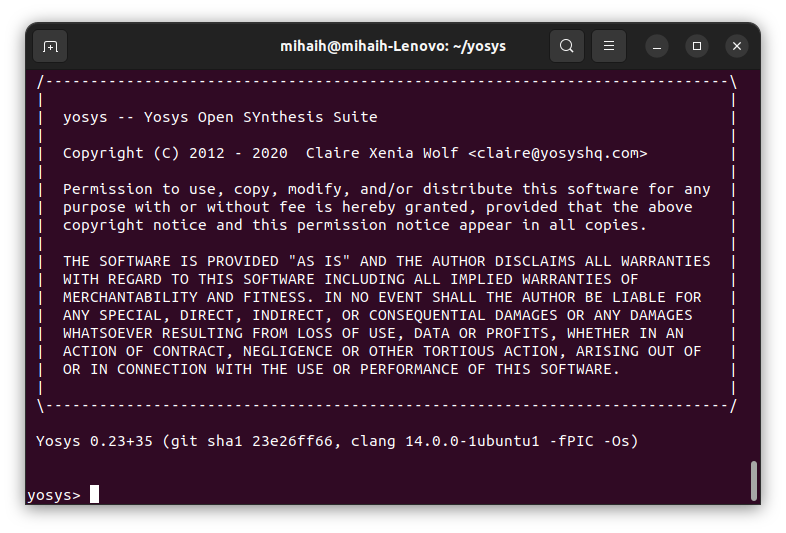 mihaih@mihaih-Lenovo: ~/yosys
/----------------------------------------------------------------------------\
|                                                                            |
|  yosys -- Yosys Open SYnthesis Suite                                       |
|                                                                            |
|  Copyright (C) 2012 - 2020  Claire Xenia Wolf <claire@yosyshq.com>         |
|                                                                            |
|  Permission to use, copy, modify, and/or distribute this software for any  |
|  purpose with or without fee is hereby granted, provided that the above    |
|  copyright notice and this permission notice appear in all copies.         |
|                                                                            |
|  THE SOFTWARE IS PROVIDED "AS IS" AND THE AUTHOR DISCLAIMS ALL WARRANTIES  |
|  WITH REGARD TO THIS SOFTWARE INCLUDING ALL IMPLIED WARRANTIES OF          |
|  MERCHANTABILITY AND FITNESS. IN NO EVENT SHALL THE AUTHOR BE LIABLE FOR   |
|  ANY SPECIAL, DIRECT, INDIRECT, OR CONSEQUENTIAL DAMAGES OR ANY DAMAGES    |
|  WHATSOEVER RESULTING FROM LOSS OF USE, DATA OR PROFITS, WHETHER IN AN     |
|  ACTION OF CONTRACT, NEGLIGENCE OR OTHER TORTIOUS ACTION, ARISING OUT OF   |
|  OR IN CONNECTION WITH THE USE OR PERFORMANCE OF THIS SOFTWARE.            |
|                                                                            |
\----------------------------------------------------------------------------/
Yosys 0.23+35 (git sha1 23e26ff66, clang 14.0.0-1ubuntu1 -fPIC -Os)
yosys>